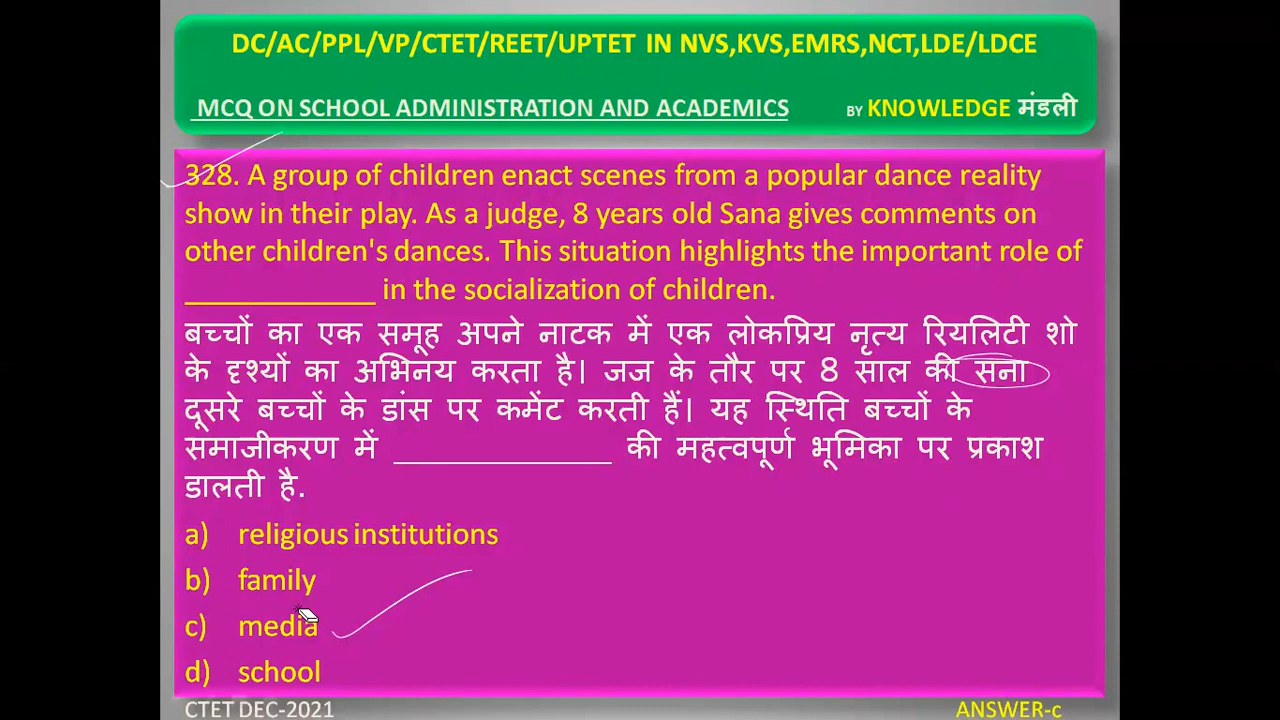 DC/AC/PPL/VP/CTET/REET/UPTET IN NVS,KVS,EMRS,NCT,LDE/LDCE
MCQ ON SCHOOL ADMINISTRATION AND ACADEMICS BY KNOWLEDGE मंडली
328. A group of children enact scenes from a popular dance reality
show in their play. As a judge, 8 years old Sana gives comments on
other children's dances. This situation highlights the important role of
_____________ in the socialization of children.
बच्चों का एक समूह अपने नाटक में एक लोकप्रिय नृत्य रियलिटी शो
के दृश्यों का अभिनय करता है। जज के तौर पर 8 साल की सना
दूसरे बच्चों के डांस पर कमेंट करती हैं। यह स्थिति बच्चों के
समाजीकरण में _______________ की महत्वपूर्ण भूमिका पर प्रकाश
डालती है.
a) religious institutions
b) family
c) media
d) school
CTET DEC-2021 ANSWER-c